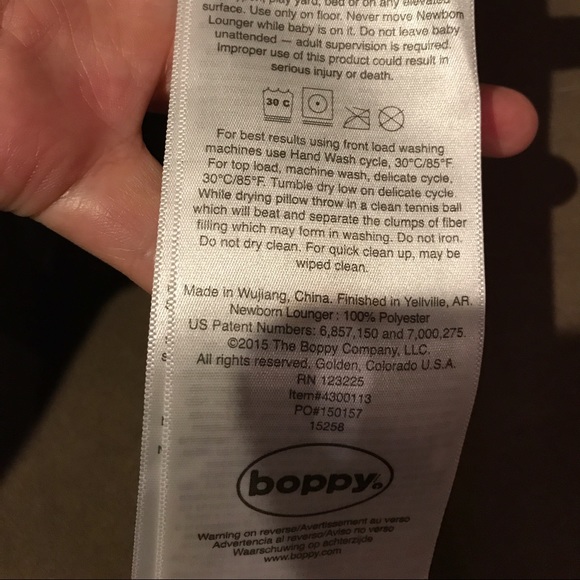 play yard, bed or on any elevated
surface. Use only on floor. Never move Newborn
Lounger while baby is on it. Do not leave baby
unattended — adult supervision is required.
Improper use of this product could result in
serious injury or death.
30 C
For best results using front load washing
machines use Hand Wash cycle, 30°C/85°F.
For top load, machine wash, delicate cycle,
30°C/85°F. Tumble dry low on delicate cycle.
While drying pillow throw in a clean tennis ball
which will beat and separate the clumps of fiber
filling which may form in washing. Do not iron.
Do not dry clean. For quick clean up, may be
wiped clean.
Made in Wujiang, China. Finished in Yellville, AR.
Newborn Lounger: 100% Polyester
US Patent Numbers: 6,857,150 and 7,000,275.
©2015 The Boppy Company, LLC.
All rights reserved. Golden, Colorado U.S.A.
RN 123225
Item#4300113
PO#150157
15258
boppy®
Warning on reverse/Avertissement au verso
Advertencia al reverso/Aviso no verso
Waarschuwing op achterzijde
www.boppy.com